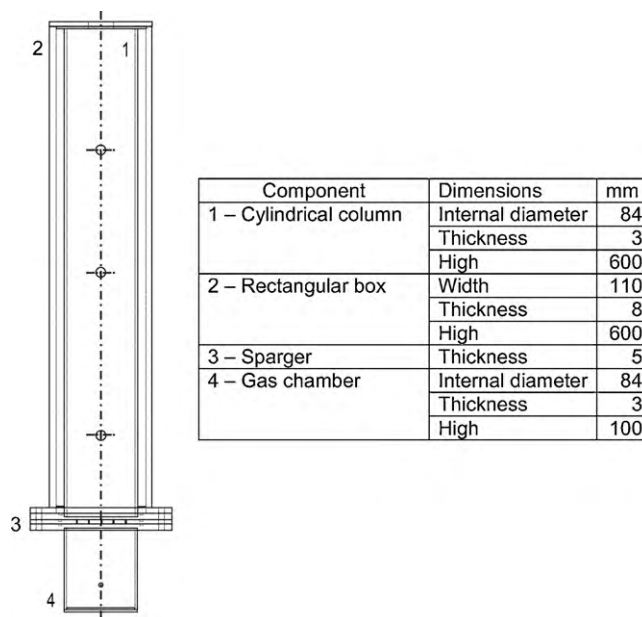 2
1
3
4
Component Dimensions mm
1 – Cylindrical column Internal diameter 84
Thickness 3
High 600
2 – Rectangular box Width 110
Thickness 8
High 600
3 – Sparger Thickness 5
4 – Gas chamber Internal diameter 84
Thickness 3
High 100